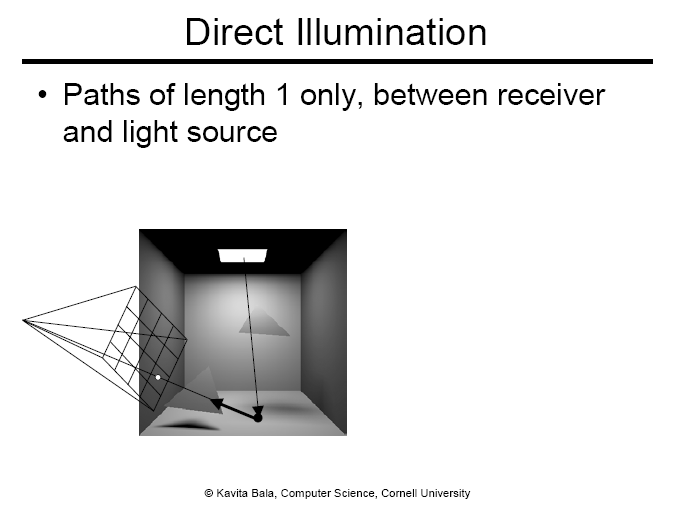 Direct Illumination
• Paths of length 1 only, between receiver
and light source
© Kavita Bala, Computer Science, Cornell University